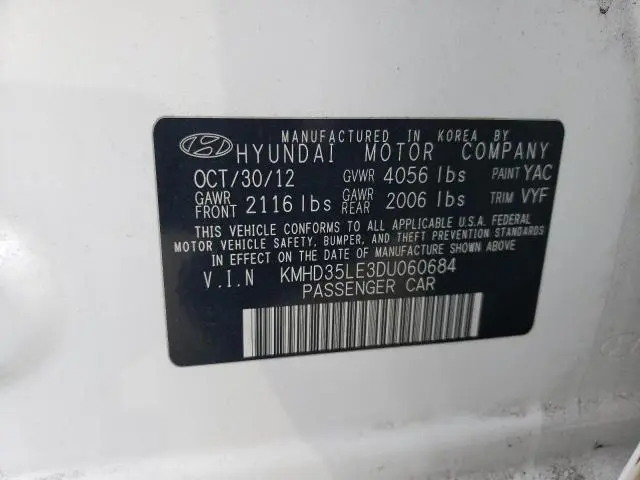 MANUFACTURED IN KOREA BY
HYUNDAI MOTOR COMPANY
OCT/30/12 GVWR 4056 lbs PAINT YAC
GAWR FRONT 2116 lbs GAWR REAR 2006 lbs TRIM VYF
THIS VEHICLE CONFORMS TO ALL APPLICABLE U.S.A. FEDERAL
MOTOR VEHICLE SAFETY, BUMPER, AND THEFT PREVENTION STANDARDS
IN EFFECT ON THE DATE OF MANUFACTURE SHOWN ABOVE.
V.I.N KMHD35LE3DU060684
PASSENGER CAR